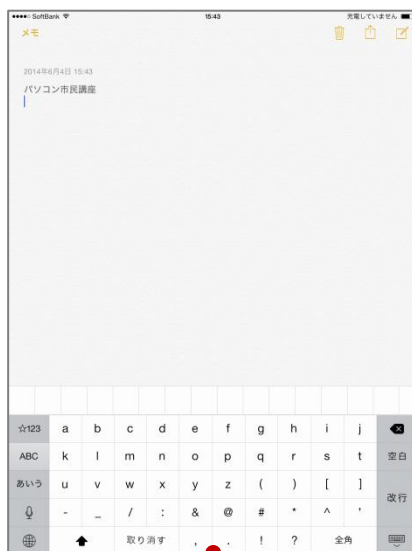 SoftBank 15:43 充電していません
メモ
2014年6月4日 15:43
パソコン市民講座
☆123 a b c d e f g h i j
ABC k l m n o p q r s t 空白
あいう u v w x y z ( ) [ ]
改行
- _ / : & @ # * ^ '
取り消す , . ! ? 全角